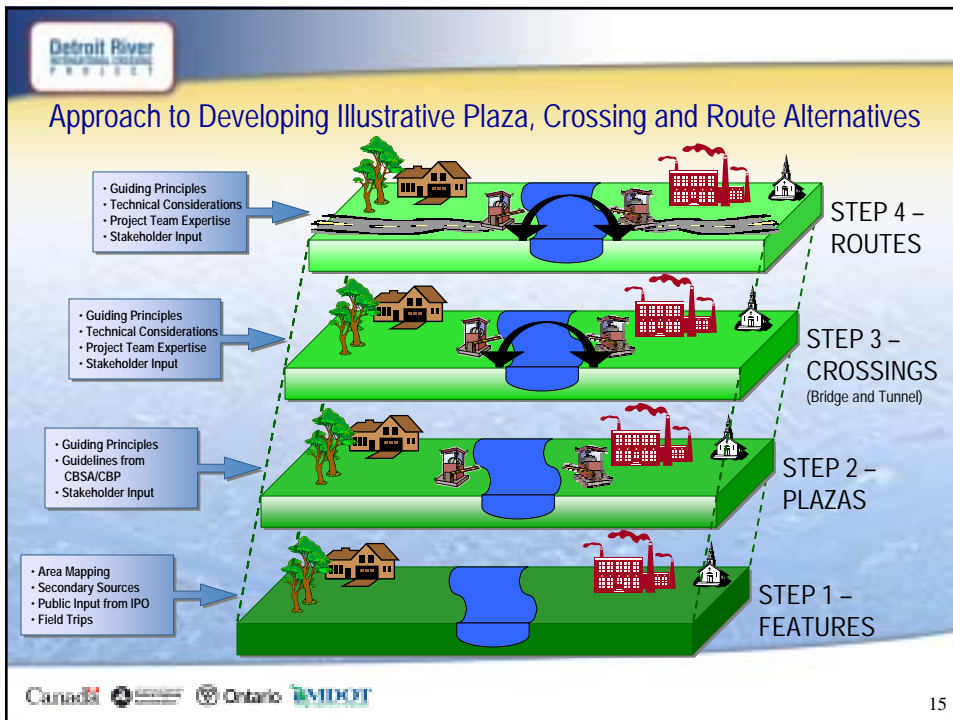 Detroit River
INTERNATIONAL CROSSING
PROJECT
Approach to Developing Illustrative Plaza, Crossing and Route Alternatives
• Guiding Principles
• Technical Considerations
• Project Team Expertise
• Stakeholder Input
STEP 4 –
ROUTES
• Guiding Principles
• Technical Considerations
• Project Team Expertise
• Stakeholder Input
STEP 3 –
CROSSINGS
(Bridge and Tunnel)
• Guiding Principles
• Guidelines from
CBSA/CBP
• Stakeholder Input
STEP 2 –
PLAZAS
• Area Mapping
• Secondary Sources
• Public Input from IPO
• Field Trips
STEP 1 –
FEATURES
Canada
Ontario
MDOT
15